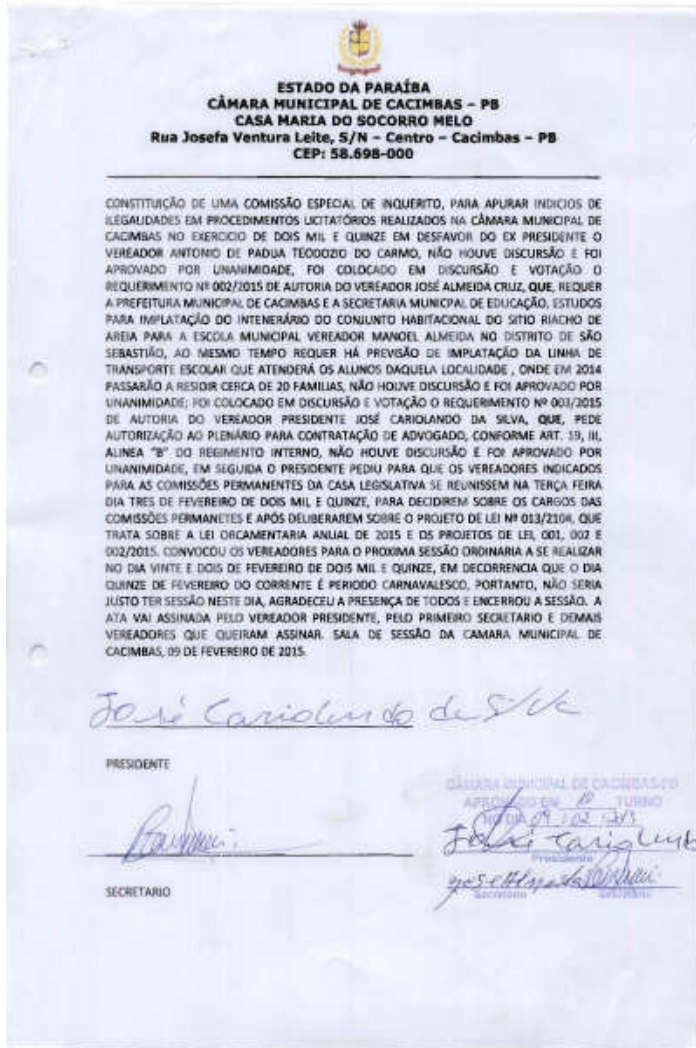 ESTADO DA PARAÍBA
CÂMARA MUNICIPAL DE CACIMBAS – PB
CASA MARIA DO SOCORRO MELO
Rua Josefa Ventura Leite, S/N – Centro – Cacimbas – PB
CEP: 58.698-000
CONSTITUIÇÃO DE UMA COMISSÃO ESPECIAL DE INQUERITO, PARA APURAR INDICIOS DE
ILEGALIDADES EM PROCEDIMENTOS LICITATÓRIOS REALIZADOS NA CÂMARA MUNICIPAL DE
CACIMBAS NO EXERCICIO DE DOIS MIL E QUINZE EM DESFAVOR DO EX PRESIDENTE O
VEREADOR ANTONIO DE PADUA TEODOZIO DO CARMO, NÃO HOUVE DISCURSÃO E FOI
APROVADO POR UNANIMIDADE, FOI COLOCADO EM DISCURSÃO E VOTAÇÃO O
REQUERIMENTO Nº 002/2015 DE AUTORIA DO VEREADOR JOSÉ ALMEIDA CRUZ, QUE, REQUER
A PREFEITURA MUNICIPAL DE CACIMBAS E A SECRETARIA MUNICPAL DE EDUCAÇÃO, ESTUDOS
PARA IMPLATAÇÃO DO INTENERÁRIO DO CONJUNTO HABITACIONAL DO SITIO RIACHO DE
AREIA PARA A ESCOLA MUNICIPAL VEREADOR MANOEL ALMEIDA NO DISTRITO DE SÃO
SEBASTIÃO, AO MESMO TEMPO REQUER HÁ PREVISÃO DE IMPLATAÇÃO DA LINHA DE
TRANSPORTE ESCOLAR QUE ATENDERÁ OS ALUNOS DAQUELA LOCALIDADE , ONDE EM 2014
PASSARÃO A RESIDIR CERCA DE 20 FAMILIAS, NÃO HOUVE DISCURSÃO E FOI APROVADO POR
UNANIMIDADE; FOI COLOCADO EM DISCURSÃO E VOTAÇÃO O REQUERIMENTO Nº 003/2015
DE AUTORIA DO VEREADOR PRESIDENTE JOSÉ CARIOLANDO DA SILVA, QUE, PEDE
AUTORIZAÇÃO AO PLENÁRIO PARA CONTRATAÇÃO DE ADVOGADO, CONFORME ART. 19, III,
ALINEA "B" DO REGIMENTO INTERNO, NÃO HOUVE DISCURSÃO E FOI APROVADO POR
UNANIMIDADE, EM SEGUIDA O PRESIDENTE PEDIU PARA QUE OS VEREADORES INDICADOS
PARA AS COMISSÕES PERMANENTES DA CASA LEGISLATIVA SE REUNISSEM NA TERÇA FEIRA
DIA TRES DE FEVEREIRO DE DOIS MIL E QUINZE, PARA DECIDIREM SOBRE OS CARGOS DAS
COMISSÕES PERMANETES E APÓS DELIBERAREM SOBRE O PROJETO DE LEI Nº 013/2104, QUE
TRATA SOBRE A LEI ORCAMENTARIA ANUAL DE 2015 E OS PROJETOS DE LEI, 001, 002 E
002/2015. CONVOCOU OS VEREADORES PARA O PROXIMA SESSÃO ORDINARIA A SE REALIZAR
NO DIA VINTE E DOIS DE FEVEREIRO DE DOIS MIL E QUINZE, EM DECORRENCIA QUE O DIA
QUINZE DE FEVEREIRO DO CORRENTE É PERIODO CARNAVALESCO, PORTANTO, NÃO SERIA
JUSTO TER SESSÃO NESTE DIA, AGRADECEU A PRESENÇA DE TODOS E ENCERROU A SESSÃO. A
ATA VAI ASSINADA PELO VEREADOR PRESIDENTE, PELO PRIMEIRO SECRETARIO E DEMAIS
VEREADORES QUE QUEIRAM ASSINAR. SALA DE SESSÃO DA CAMARA MUNICIPAL DE
CACIMBAS, 09 DE FEVEREIRO DE 2015.
José Cariolando da Silva
PRESIDENTE
CÂMARA MUNICIPAL DE CACIMBAS-PB
APROVADO EM TURNO
NO DIA 09 / 02
José Cariolando
Presidente
José
Secretário Secretário
SECRETARIO